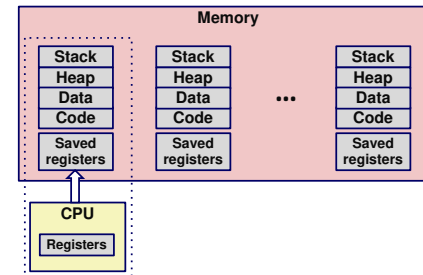 Memory
Stack
Heap
Data
Code
Saved
registers
Stack
Heap
Data
Code
Saved
registers
...
Stack
Heap
Data
Code
Saved
registers
CPU
Registers